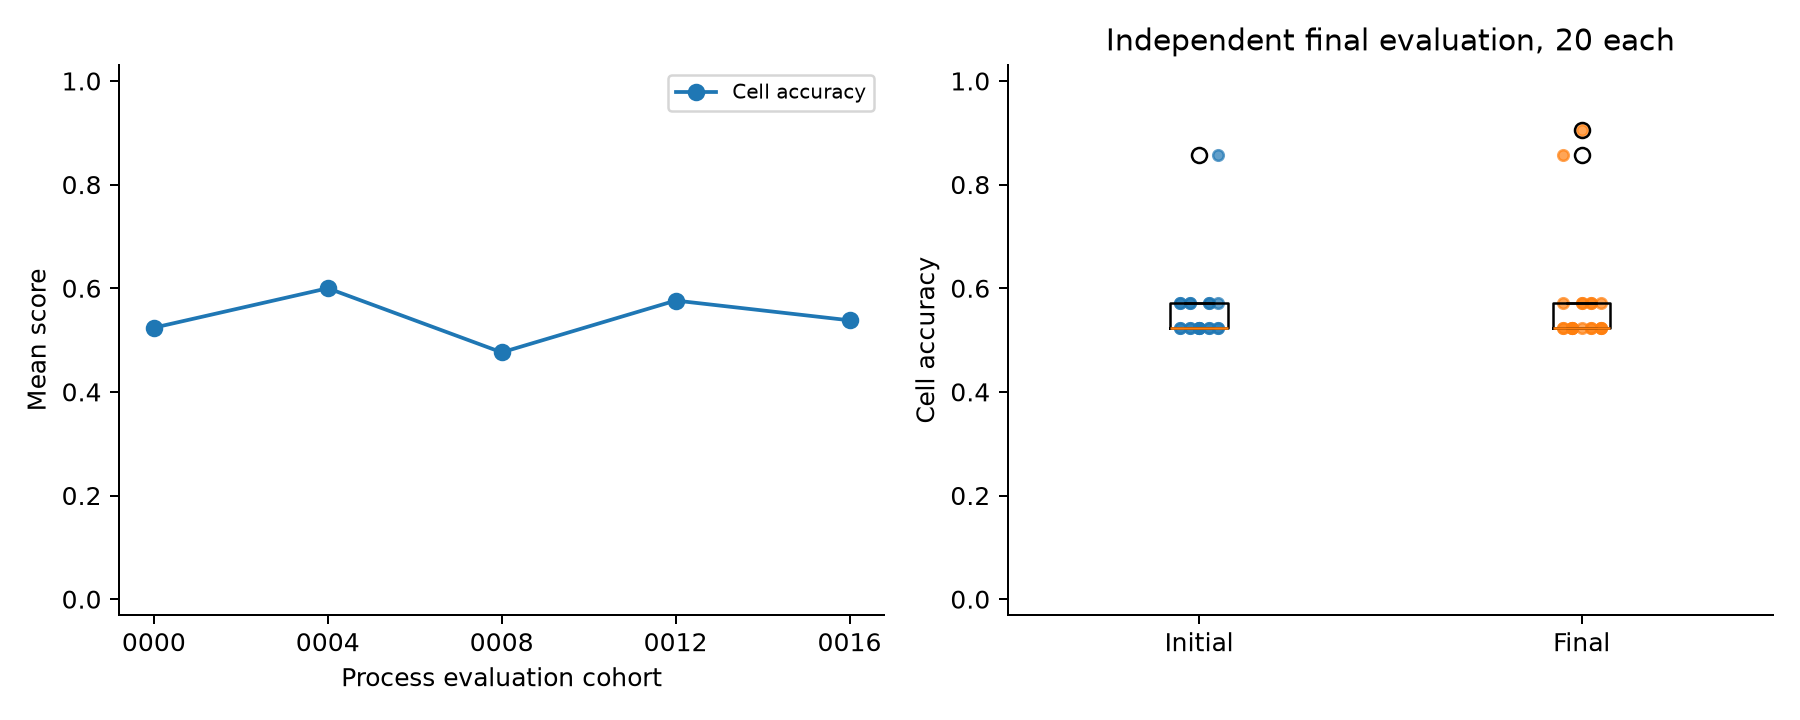 Cell accuracy
Mean score
1.0
0.8
0.6
0.4
0.2
0.0
0000 0004 0008 0012 0016
Process evaluation cohort
Independent final evaluation, 20 each
Cell accuracy
1.0
0.8
0.6
0.4
0.2
0.0
Initial Final